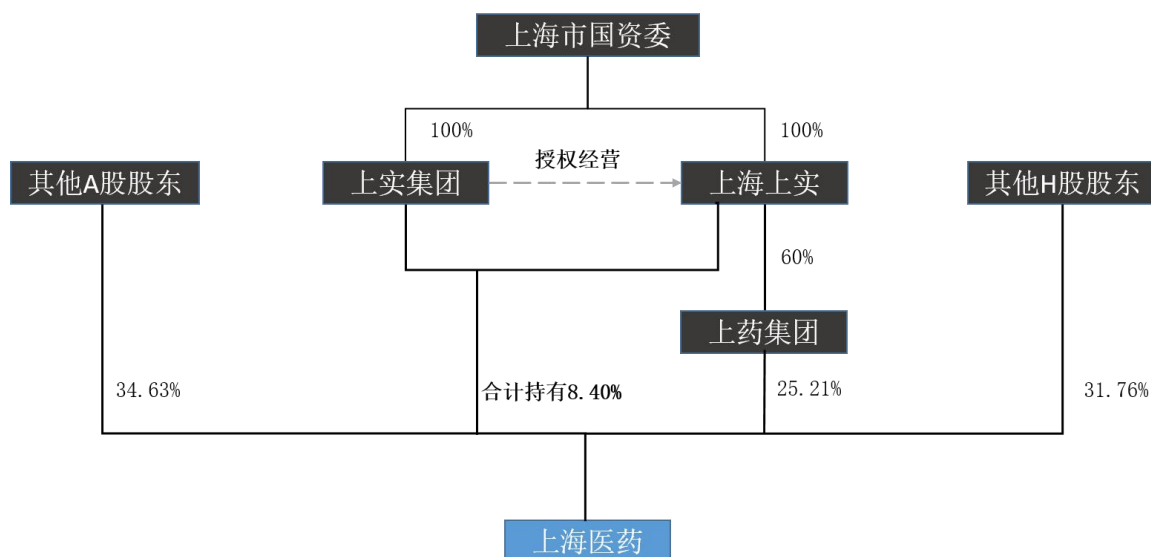 上海市国资委
100%
100%
授权经营
其他A股股东
上实集团
上海上实
其他H股股东
60%
上药集团
34.63%
合计持有8.40%
25.21%
31.76%
上海医药